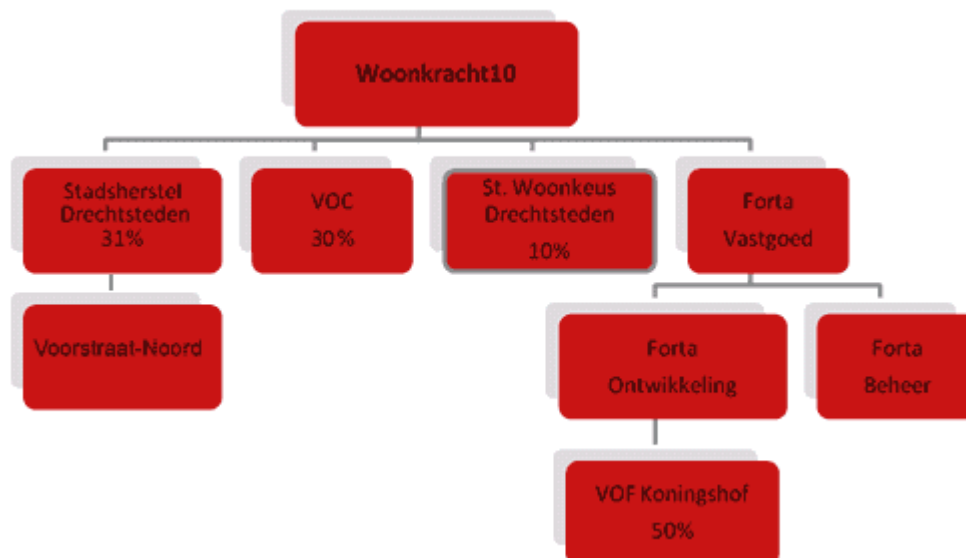 Woonkracht10
Stadsherstel
Drechtsteden
31%
VOC
30%
St. Woonkeus
Drechtsteden
10%
Forta
Vastgoed
Voorstraat-Noord
Forta
Ontwikkeling
Forta
Beheer
VOF Koningshof
50%